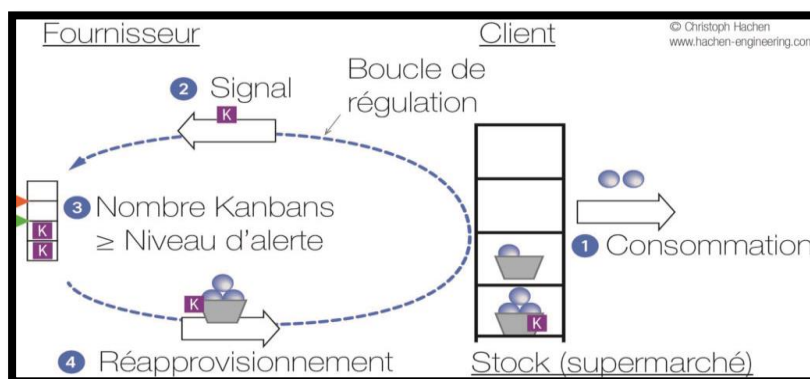 Fournisseur
Client
© Christoph Hachen
www.hachen-engineering.com
2 Signal
K
Boucle de
régulation
3 Nombre Kanbans
≥ Niveau d'alerte
K
K
1 Consommation
K
K
4 Réapprovisionnement
Stock (supermarché)